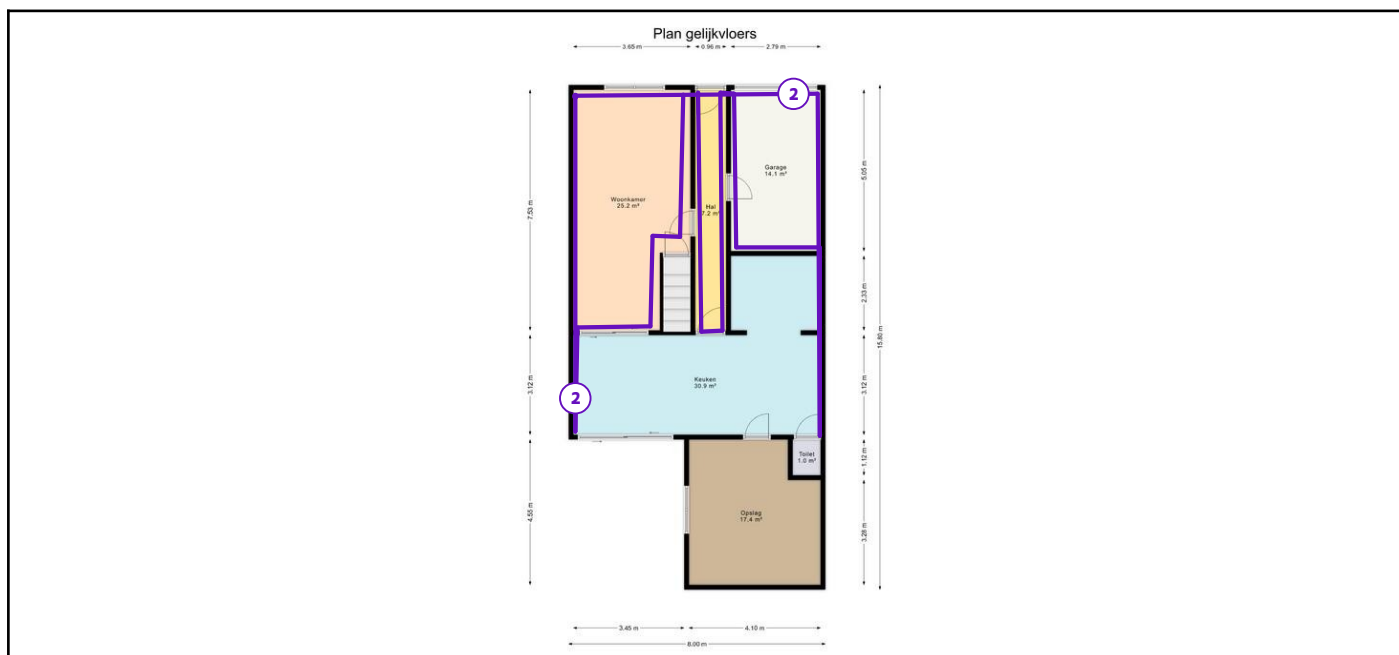 Plan gelijkvloers
3.65 m
0.96 m
2.79 m
2
Garage
14.1 m²
Woonkamer
25.2 m²
Hal
7.2 m²
7.53 m
5.05 m
2.33 m
15.80 m
3.12 m
3.12 m
Keuken
30.9 m²
2
Toilet
1.0 m²
1.12 m
4.55 m
Opslag
17.4 m²
3.28 m
3.45 m
4.10 m
8.00 m